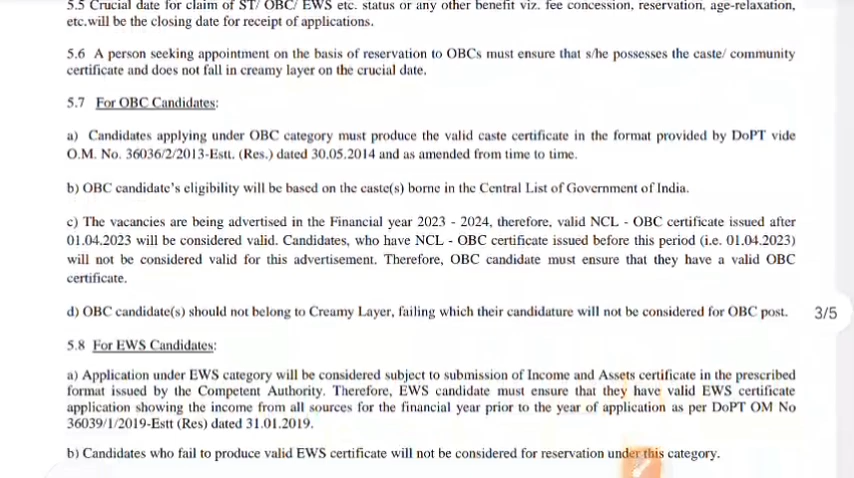 5.5 Crucial date for claim of ST/ OBC/ EWS etc. status or any other benefit viz. fee concession, reservation, age-relaxation,
etc.will be the closing date for receipt of applications.
5.6 A person seeking appointment on the basis of reservation to OBCs must ensure that s/he possesses the caste/ community
certificate and does not fall in creamy layer on the crucial date.
5.7 For OBC Candidates:
a) Candidates applying under OBC category must produce the valid caste certificate in the format provided by DoPT vide
O.M. No. 36036/2/2013-Estt. (Res.) dated 30.05.2014 and as amended from time to time.
b) OBC candidate's eligibility will be based on the caste(s) borne in the Central List of Government of India.
c) The vacancies are being advertised in the Financial year 2023 - 2024, therefore, valid NCL - OBC certificate issued after
01.04.2023 will be considered valid. Candidates, who have NCL - OBC certificate issued before this period (i.e. 01.04.2023)
will not be considered valid for this advertisement. Therefore, OBC candidate must ensure that they have a valid OBC
certificate.
d) OBC candidate(s) should not belong to Creamy Layer, failing which their candidature will not be considered for OBC post.
3/5
5.8 For EWS Candidates:
a) Application under EWS category will be considered subject to submission of Income and Assets certificate in the prescribed
format issued by the Competent Authority. Therefore, EWS candidate must ensure that they have valid EWS certificate
application showing the income from all sources for the financial year prior to the year of application as per DoPT OM No
36039/1/2019-Estt (Res) dated 31.01.2019.
b) Candidates who fail to produce valid EWS certificate will not be considered for reservation under this category.